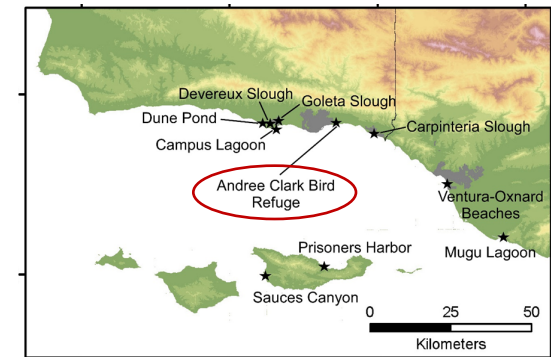 Devereux Slough
Goleta Slough
Dune Pond
Campus Lagoon
Carpinteria Slough
Andree Clark Bird
Refuge
Ventura-Oxnard
Beaches
Prisoners Harbor
Mugu Lagoon
Sauces Canyon
0 25 50
Kilometers